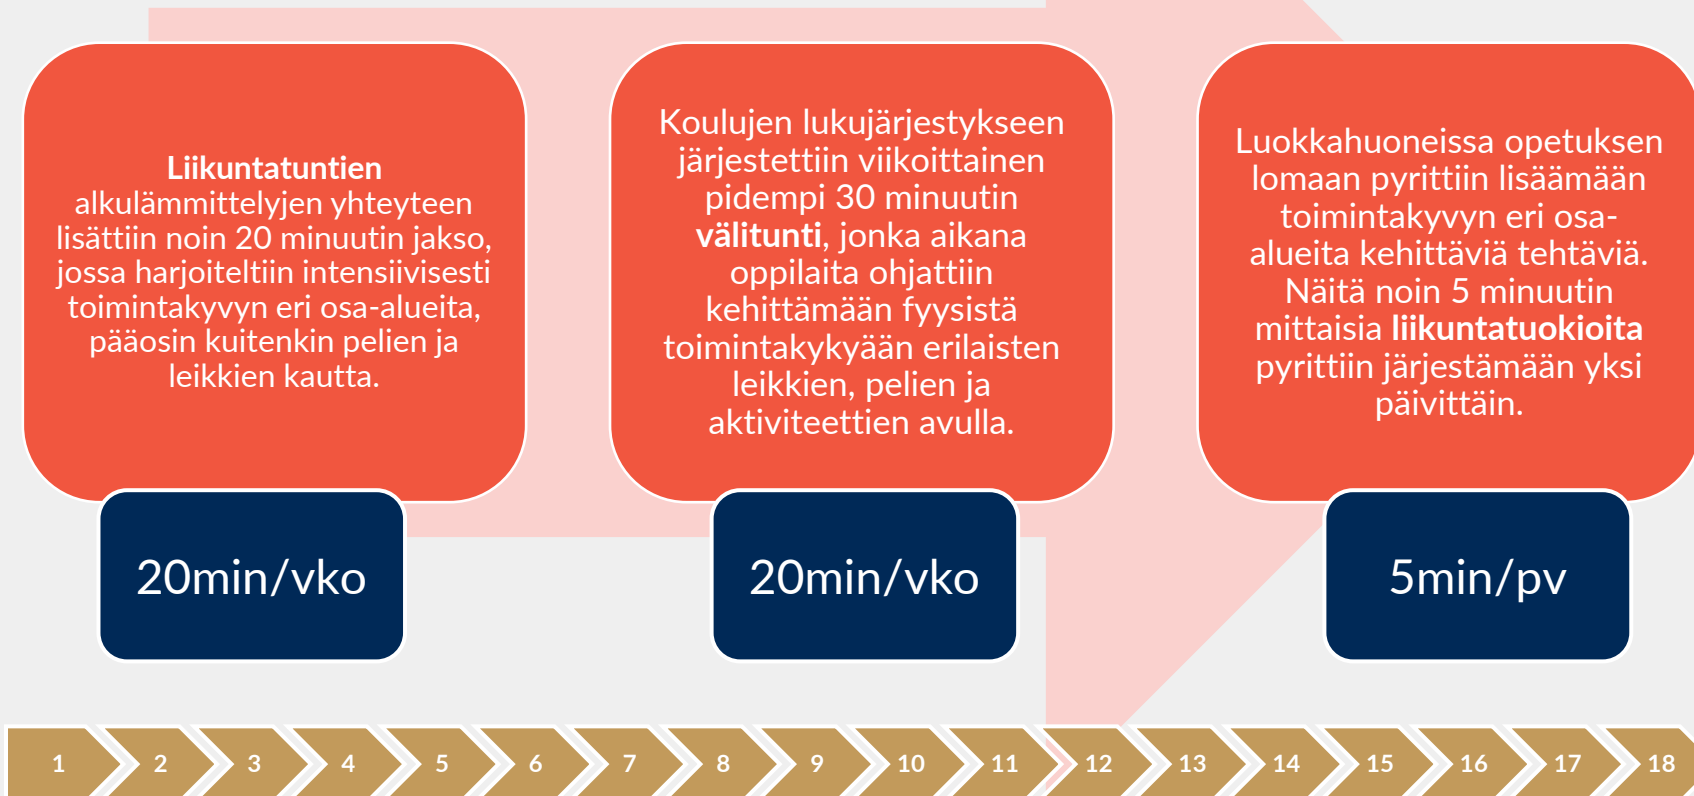 Liikuntatuntien
alkulämmittelyjen yhteyteen
lisättiin noin 20 minuutin jakso,
jossa harjoiteltiin intensiivisesti
toimintakyvyn eri osa-alueita,
pääosin kuitenkin pelien ja
leikkien kautta.
20min/vko
Koulujen lukujärjestykseen
järjestettiin viikoittainen
pidempi 30 minuutin
välitunti, jonka aikana
oppilaita ohjattiin
kehittämään fyysistä
toimintakykyään erilaisten
leikkien, pelien ja
aktiviteettien avulla.
20min/vko
Luokkahuoneissa opetuksen
lomaan pyrittiin lisäämään
toimintakyvyn eri osa-
alueita kehittäviä tehtäviä.
Näitä noin 5 minuutin
mittaisia liikuntatuokioita
pyrittiin järjestämään yksi
päivittäin.
5min/pv
1 2 3 4 5 6 7 8 9 10 11 12 13 14 15 16 17 18